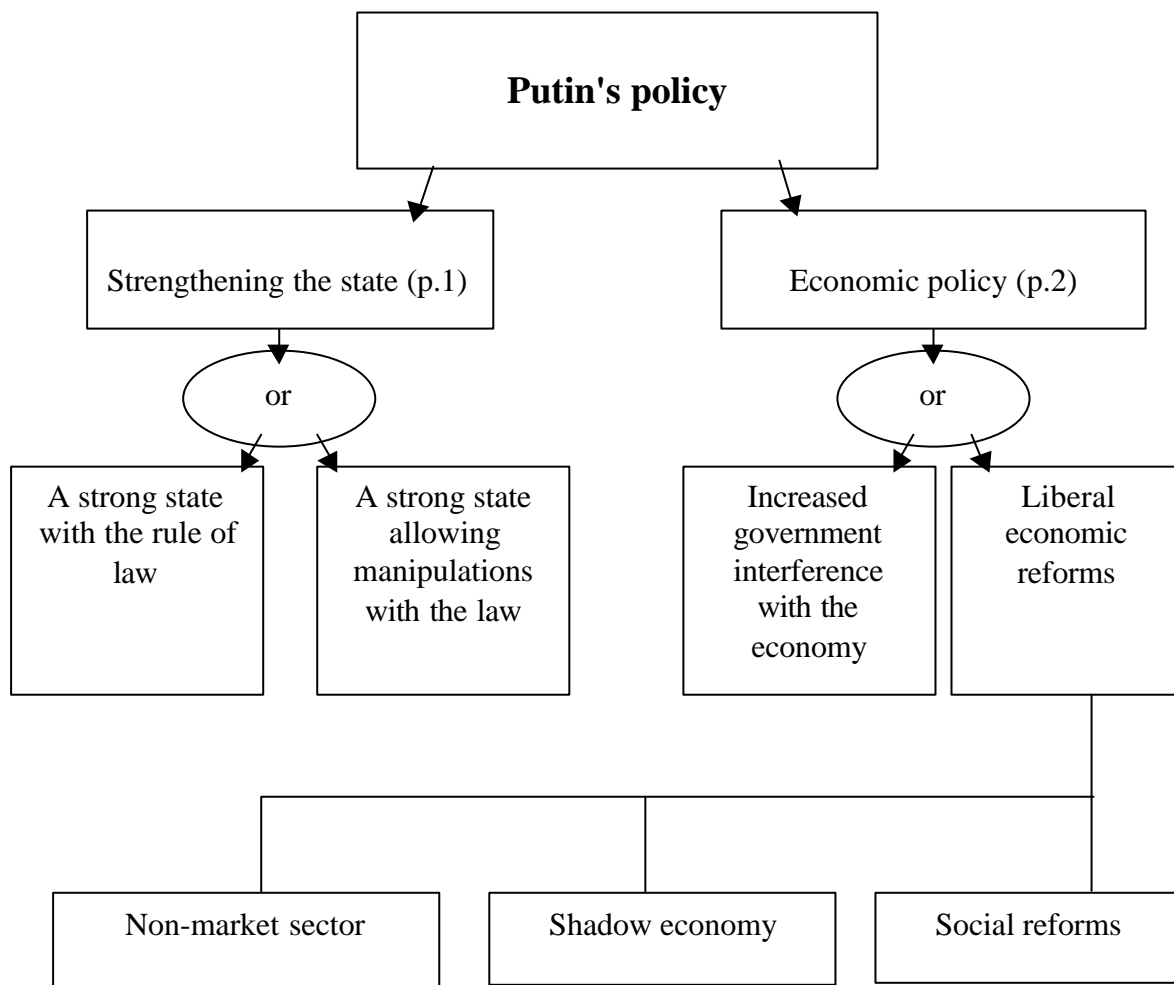 Putin's policy
Strengthening the state (p.1)
Economic policy (p.2)
or
or
A strong state
with the rule of
law
A strong state
allowing
manipulations
with the law
Increased
government
interference
with the
economy
Liberal
economic
reforms
Non-market sector
Shadow economy
Social reforms